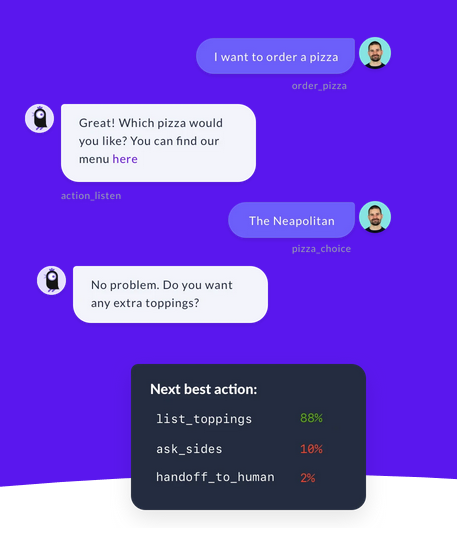 I want to order a pizza
order_pizza
Great! Which pizza would
you like? You can find our
menu here
action_listen
The Neapolitan
pizza_choice
No problem. Do you want
any extra toppings?
Next best action:
list_toppings 88%
ask_sides 10%
handoff_to_human 2%